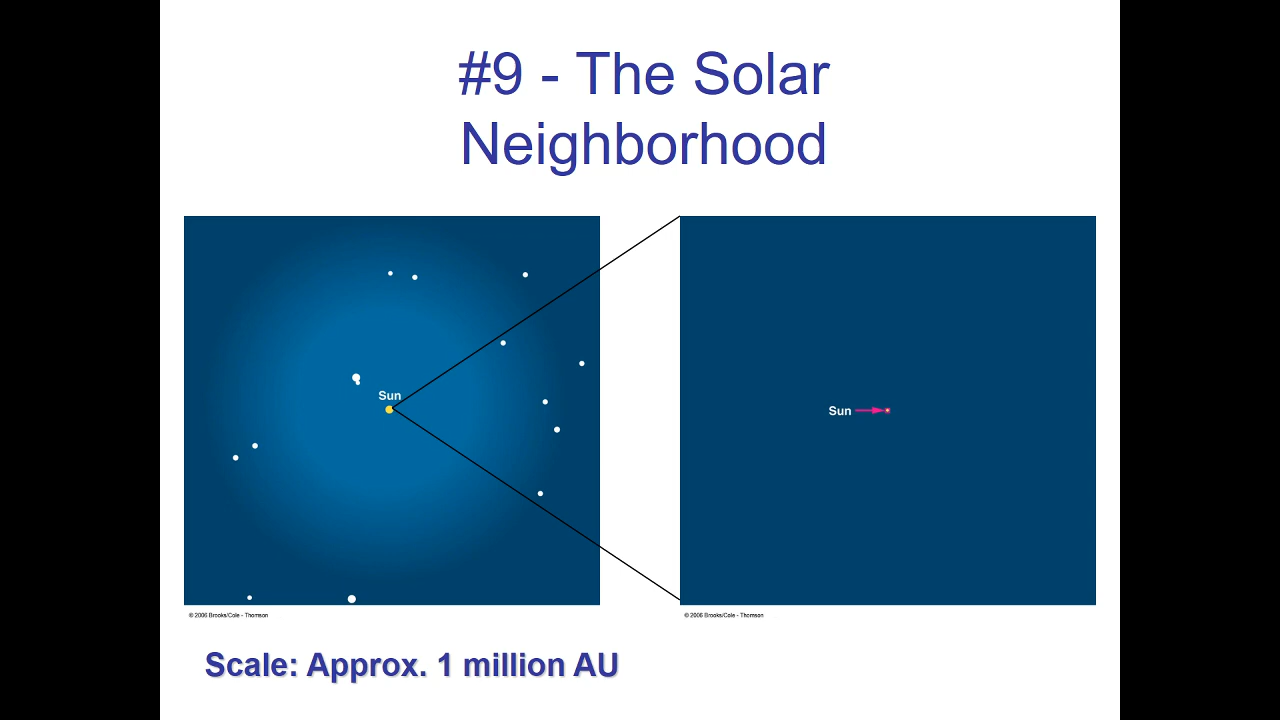 #9 - The Solar
Neighborhood
Sun
Sun
© 2006 Brooks/Cole - Thomson
© 2006 Brooks/Cole - Thomson
Scale: Approx. 1 million AU